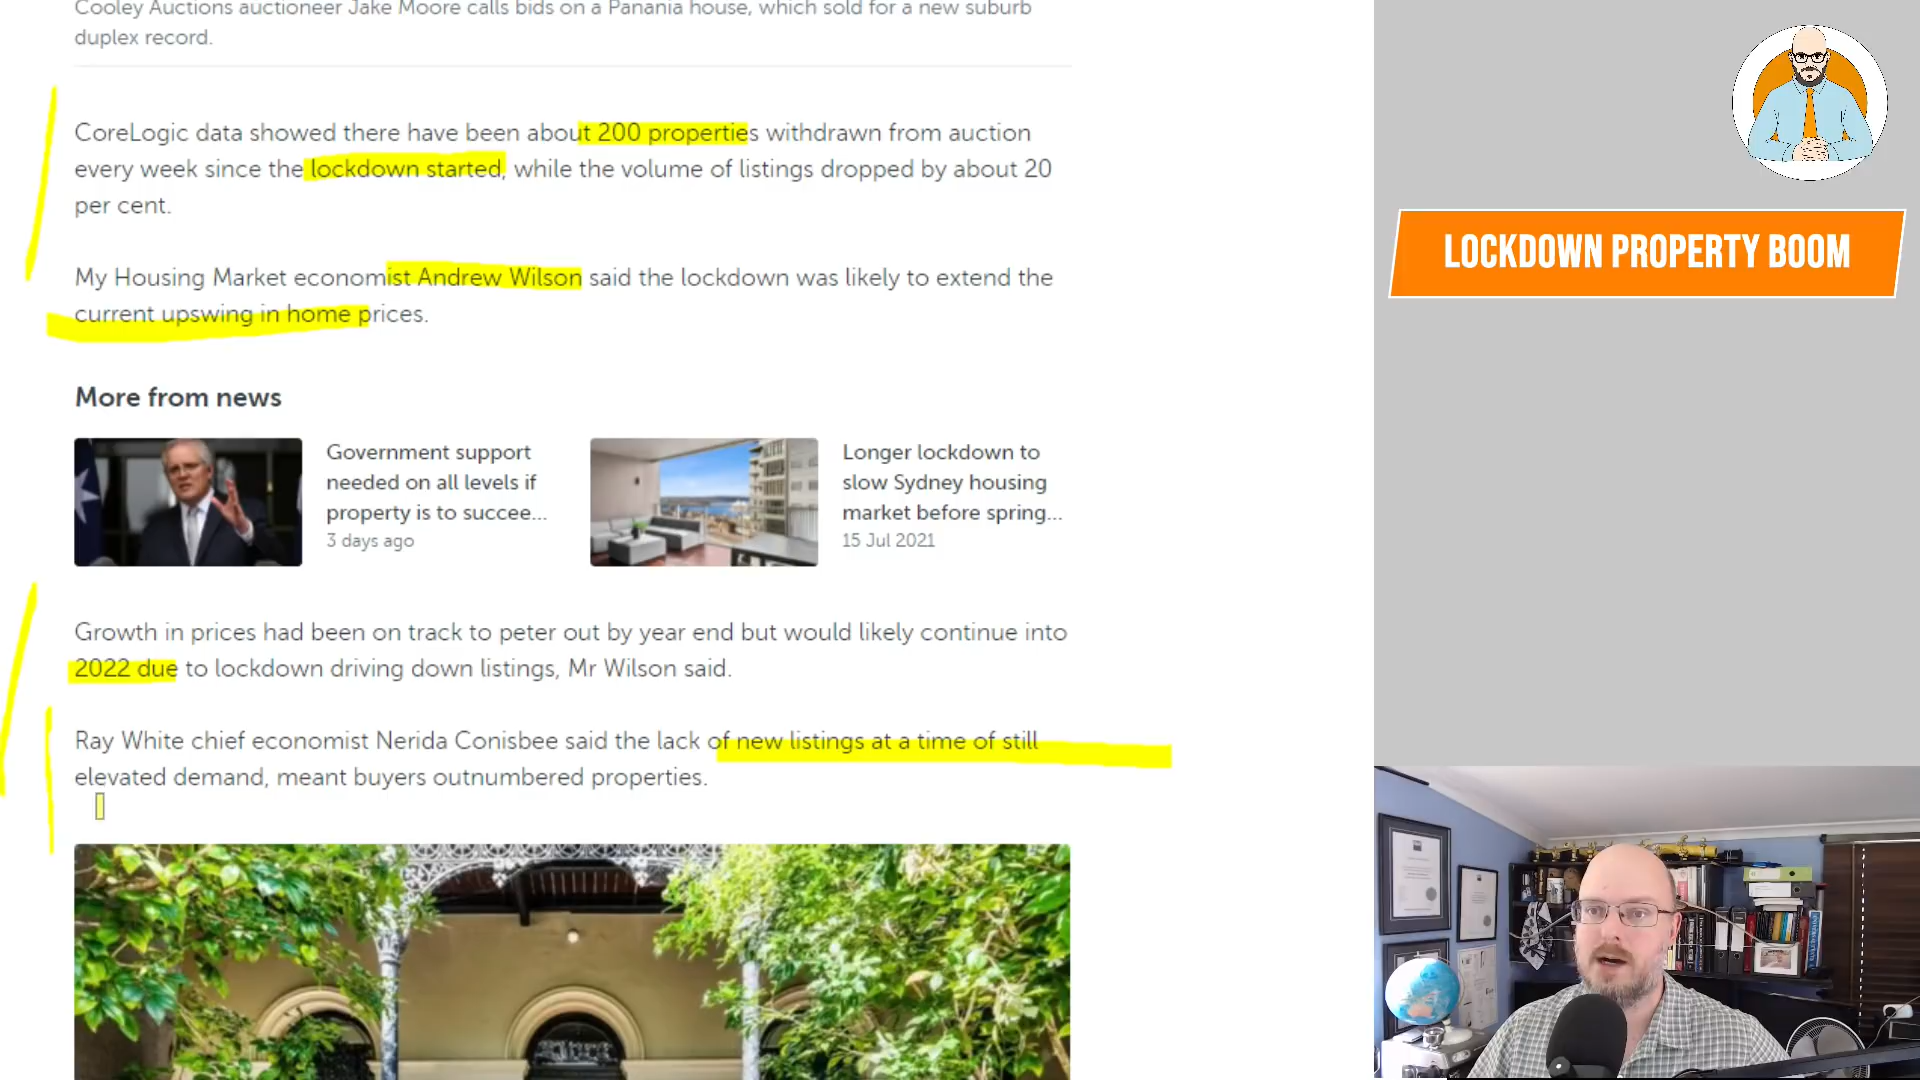 Cooley Auctions auctioneer Jake Moore calls bids on a Panania house, which sold for a new suburb
duplex record.
CoreLogic data showed there have been about 200 properties withdrawn from auction
every week since the lockdown started, while the volume of listings dropped by about 20
per cent.
My Housing Market economist Andrew Wilson said the lockdown was likely to extend the
current upswing in home prices.
More from news
Government support
needed on all levels if
property is to succee...
3 days ago
Longer lockdown to
slow Sydney housing
market before spring...
15 Jul 2021
Growth in prices had been on track to peter out by year end but would likely continue into
2022 due to lockdown driving down listings, Mr Wilson said.
Ray White chief economist Nerida Conisbee said the lack of new listings at a time of still
elevated demand, meant buyers outnumbered properties.
LOCKDOWN PROPERTY BOOM